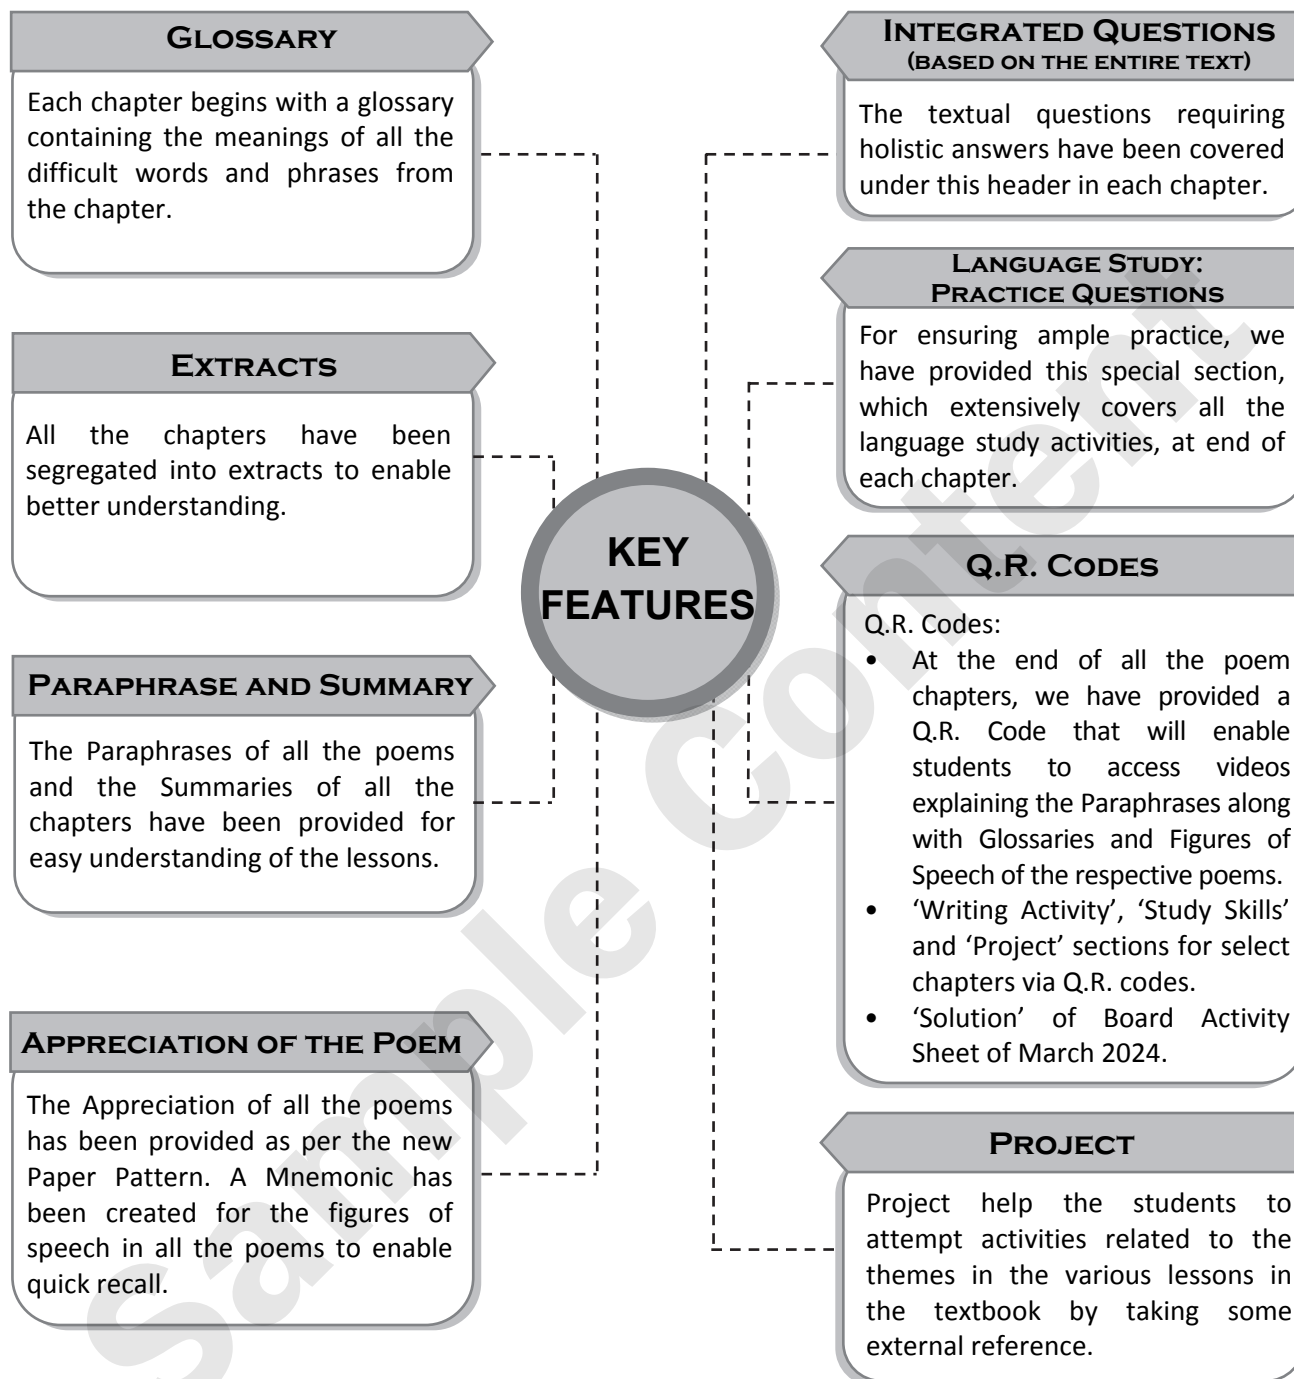 GLOSSARY
Each chapter begins with a glossary
containing the meanings of all the
difficult words and phrases from
the chapter.
EXTRACTS
All the chapters have been
segregated into extracts to enable
better understanding.
PARAPHRASE AND SUMMARY
The Paraphrases of all the poems
and the Summaries of all the
chapters have been provided for
easy understanding of the lessons.
APPRECIATION OF THE POEM
The Appreciation of all the poems
has been provided as per the new
Paper Pattern. A Mnemonic has
been created for the figures of
speech in all the poems to enable
quick recall.
KEY
FEATURES
INTEGRATED QUESTIONS
(BASED ON THE ENTIRE TEXT)
The textual questions requiring
holistic answers have been covered
under this header in each chapter.
LANGUAGE STUDY:
PRACTICE QUESTIONS
For ensuring ample practice, we
have provided this special section,
which extensively covers all the
language study activities, at end of
each chapter.
Q.R. CODES
Q.R. Codes:
• At the end of all the poem
chapters, we have provided a
Q.R. Code that will enable
students to access videos
explaining the Paraphrases along
with Glossaries and Figures of
Speech of the respective poems.
• ‘Writing Activity’, ‘Study Skills’
and ‘Project’ sections for select
chapters via Q.R. codes.
• ‘Solution’ of Board Activity
Sheet of March 2024.
PROJECT
Project help the students to
attempt activities related to the
themes in the various lessons in
the textbook by taking some
external reference.
Sample Content